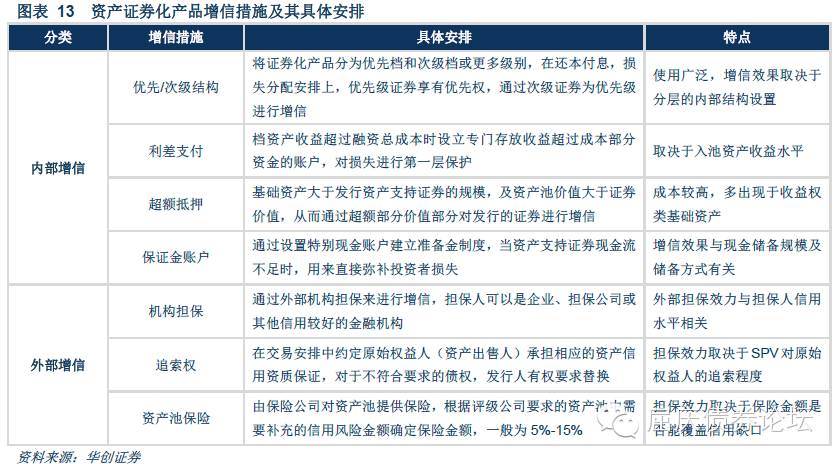 图表 13 资产证券化产品增信措施及其具体安排
分类 增信措施 具体安排 特点
内部增信
优先/次级结构
将证券化产品分为优先档和次级档或更多级别，在还本付息，损
失分配安排上，优先级证券享有优先权，通过次级证券为优先级
进行增信
使用广泛，增信效果取决于
分层的内部结构设置
利差支付
档资产收益超过融资总成本时设立专门存放收益超过成本部分
资金的账户，对损失进行第一层保护
取决于入池资产收益水平
超额抵押
基础资产大于发行资产支持证券的规模，及资产池价值大于证券
价值，从而通过超额部分价值部分对发行的证券进行增信
成本较高，多出现于收益权
类基础资产
保证金账户
通过设置特别现金账户建立准备金制度，当资产支持证券现金流
不足时，用来直接弥补投资者损失
增信效果与现金储备规模及
储备方式有关
外部增信
机构担保
通过外部机构担保来进行增信，担保人可以是企业、担保公司或
其他信用较好的金融机构
外部担保效力与担保人信用
水平相关
追索权
在交易安排中约定原始权益人（资产出售人）承担相应的资产信
用资质保证，对于不符合要求的债权，发行人有权要求替换
担保效力取决于SPV对原始
权益人的追索程度
资产池保险
由保险公司对资产池提供保险，根据评级公司要求的资产池中需
要补充的信用风险金额确定保险金额，一般为 5%-15%
担保效力取决于保险金额是
否能覆盖信用缺口
屈庆债券论坛
资料来源：华创证券